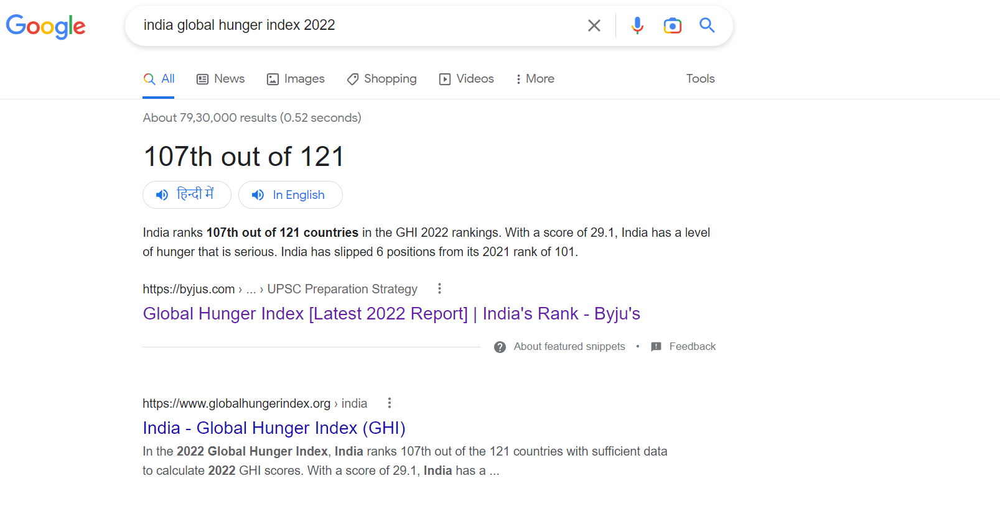 Google
india global hunger index 2022
All News Images Shopping Videos More Tools
About 79,30,000 results (0.52 seconds)
107th out of 121
हिन्दी में In English
India ranks 107th out of 121 countries in the GHI 2022 rankings. With a score of 29.1, India has a level
of hunger that is serious. India has slipped 6 positions from its 2021 rank of 101.
https://byjus.com › ... › UPSC Preparation Strategy
Global Hunger Index [Latest 2022 Report] | India's Rank - Byju's
About featured snippets • Feedback
https://www.globalhungerindex.org › india
India - Global Hunger Index (GHI)
In the 2022 Global Hunger Index, India ranks 107th out of the 121 countries with sufficient data
to calculate 2022 GHI scores. With a score of 29.1, India has a ...